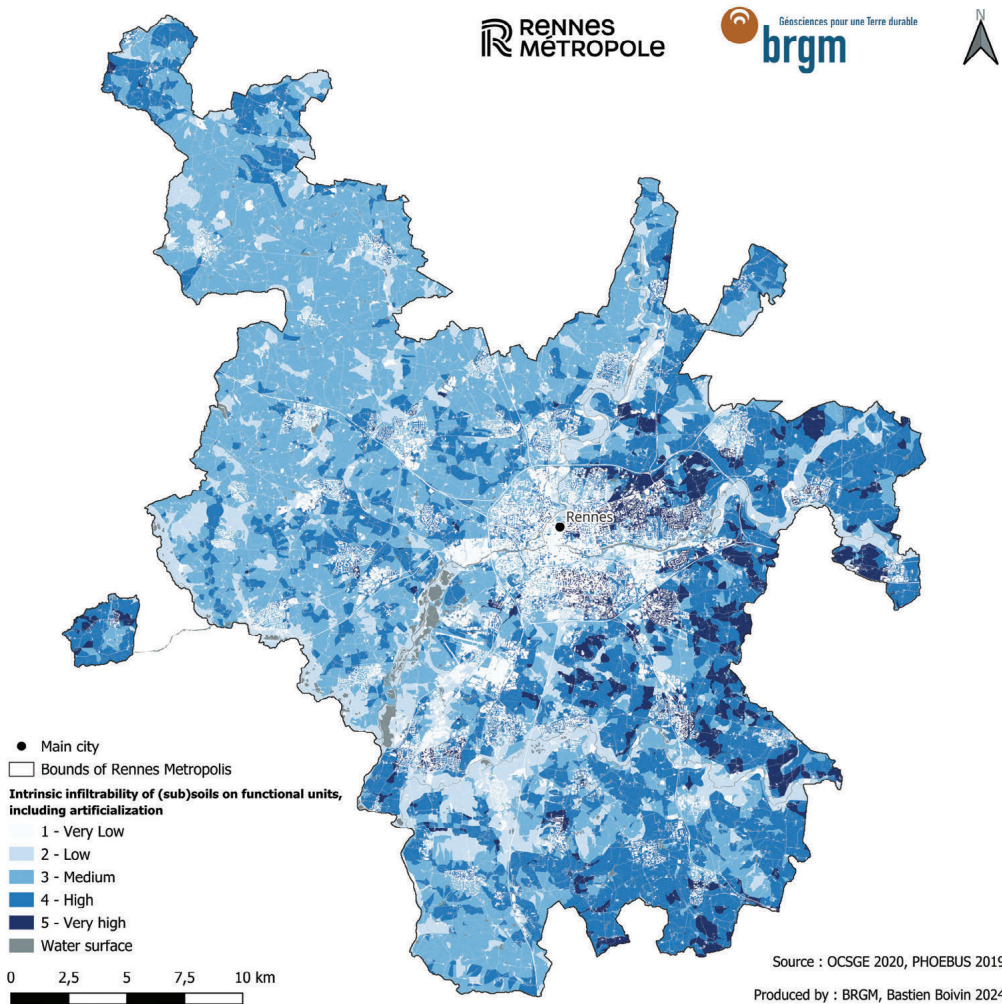 RENNES
MÉTROPOLE
Géosciences pour une Terre durable
brgm
N
Rennes
Main city
Bounds of Rennes Metropolis
Intrinsic infiltrability of (sub)soils on functional units,
including artificialization
1 - Very Low
2 - Low
3 - Medium
4 - High
5 - Very high
Water surface
0 2,5 5 7,5 10 km
Source : OCSGE 2020, PHOEBUS 2019
Produced by : BRGM, Bastien Boivin 2024